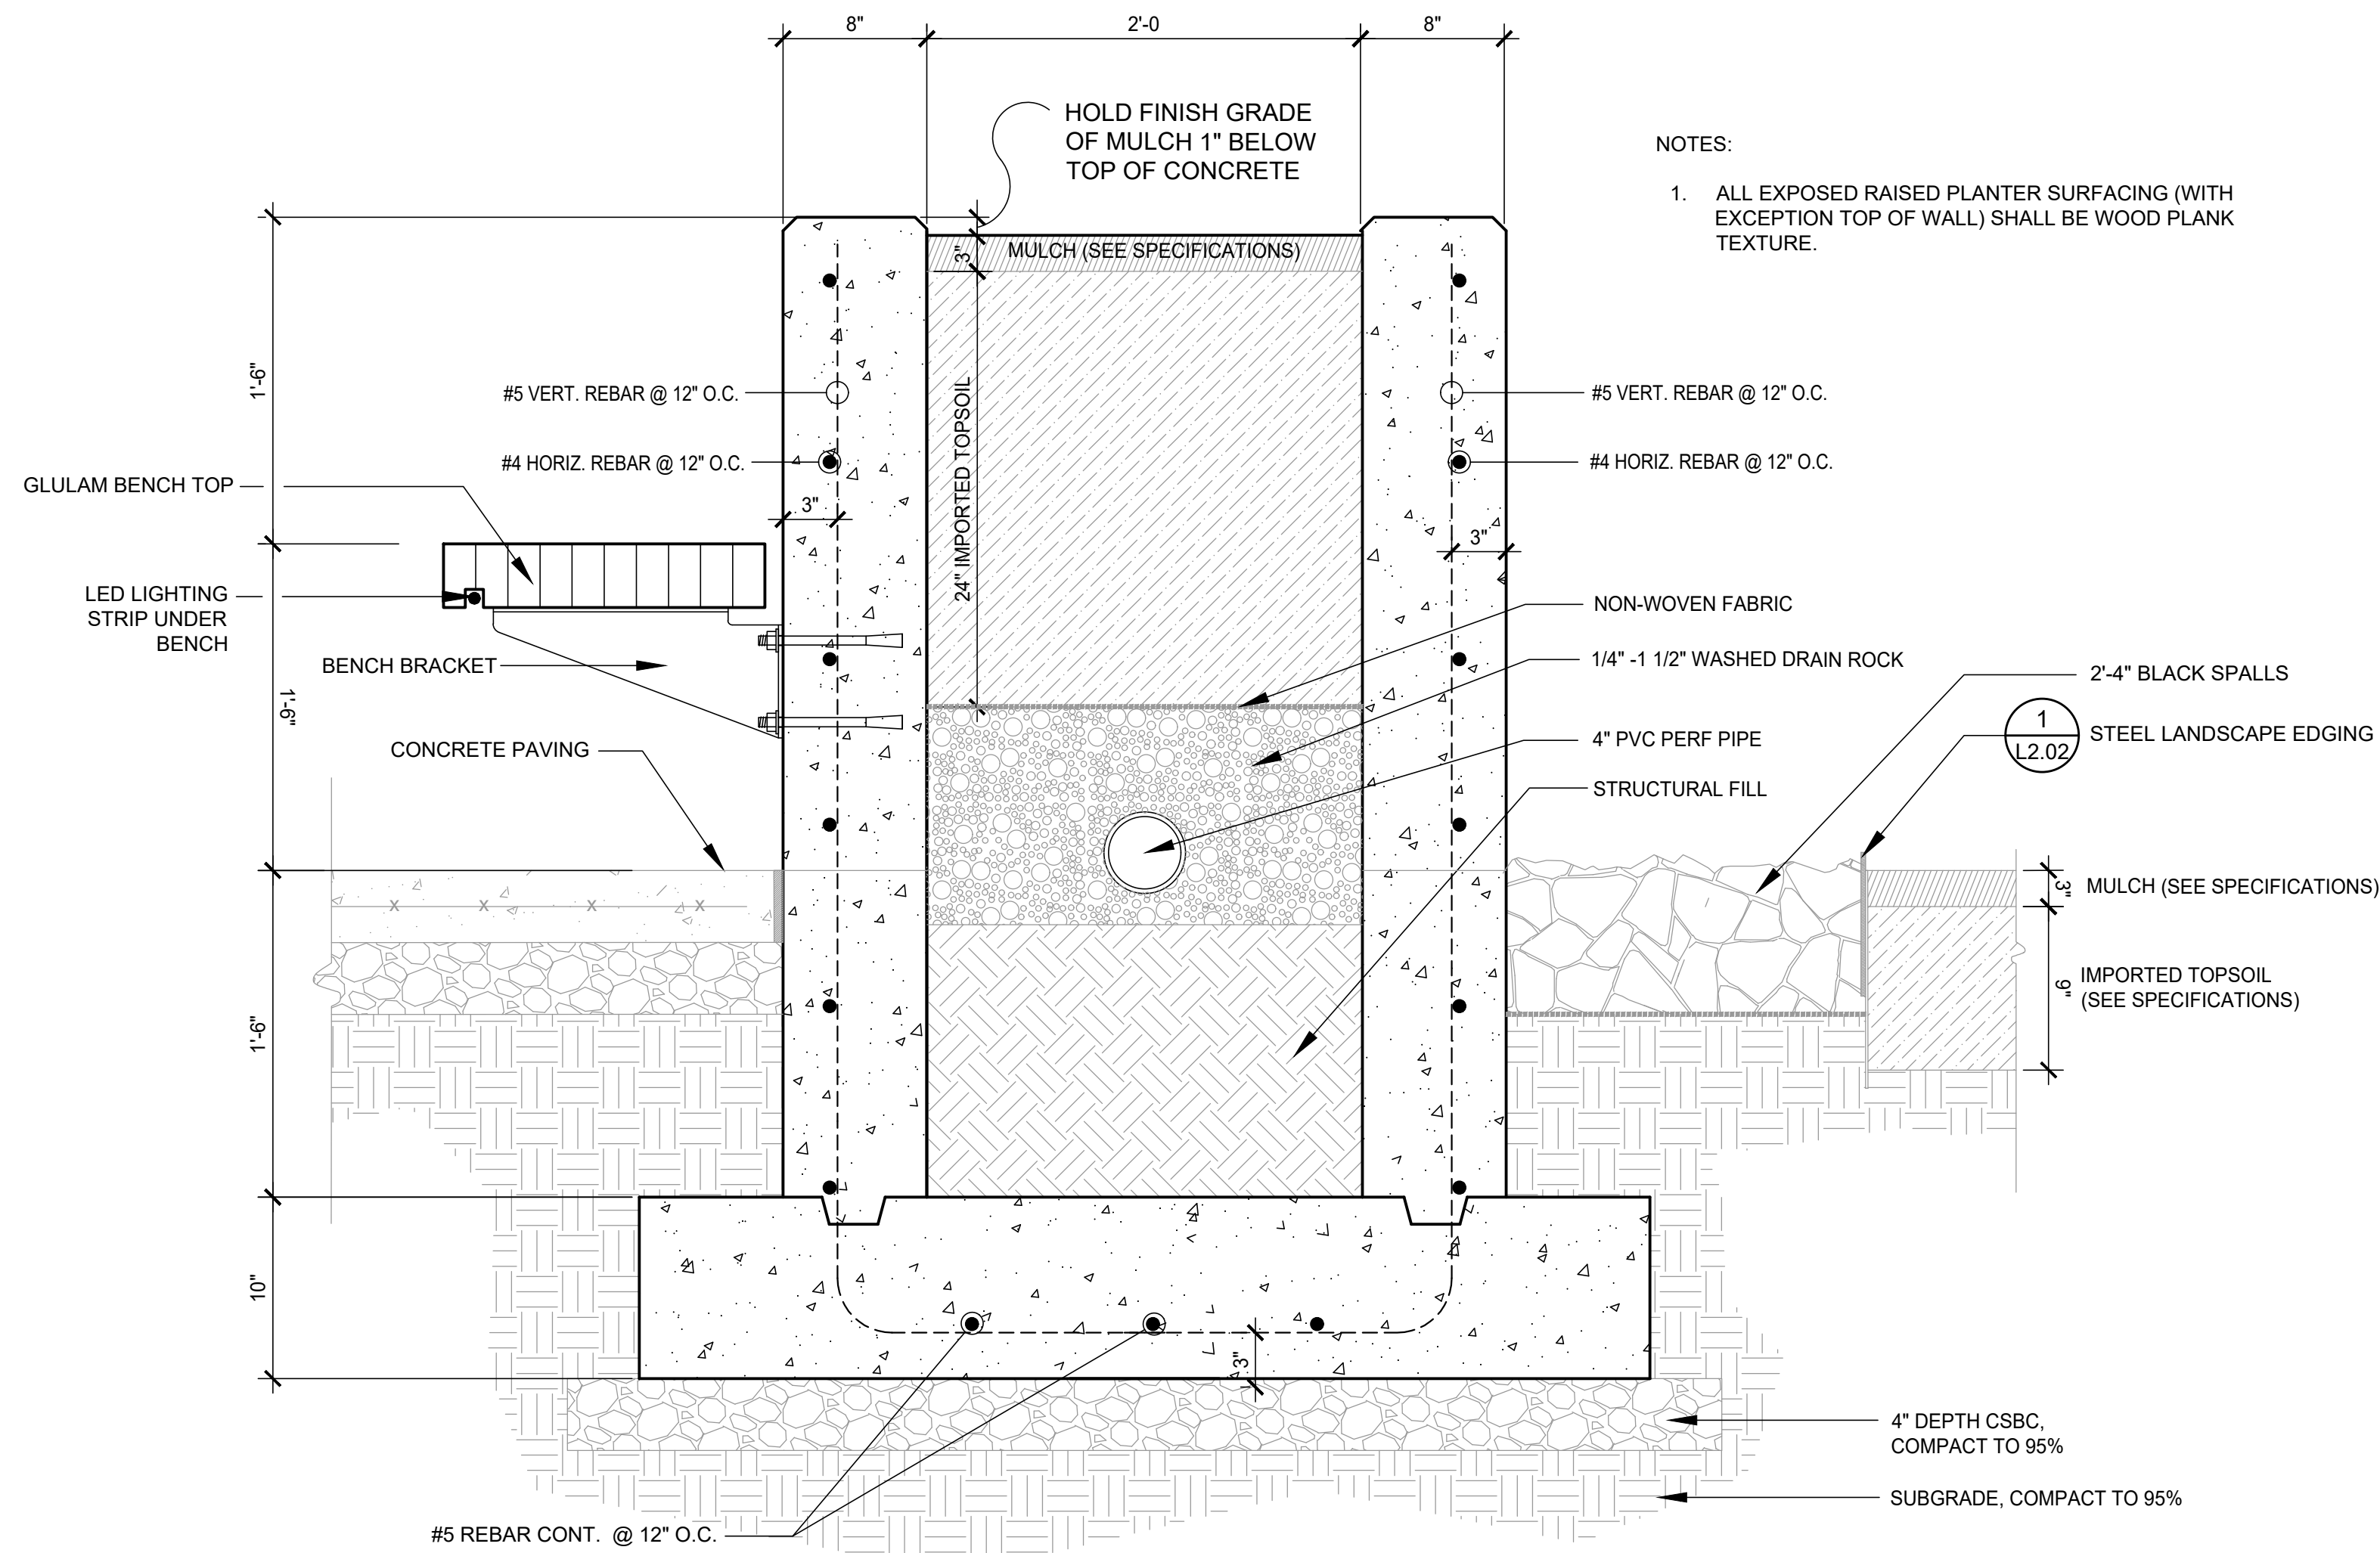 8"
2'-0
8"
HOLD FINISH GRADE
OF MULCH 1" BELOW
TOP OF CONCRETE
NOTES:
1. ALL EXPOSED RAISED PLANTER SURFACING (WITH
EXCEPTION TOP OF WALL) SHALL BE WOOD PLANK
TEXTURE.
3"
MULCH (SEE SPECIFICATIONS)
1'-6"
#5 VERT. REBAR @ 12" O.C.
#5 VERT. REBAR @ 12" O.C.
#4 HORIZ. REBAR @ 12" O.C.
#4 HORIZ. REBAR @ 12" O.C.
24" IMPORTED TOPSOIL
GLULAM BENCH TOP
3"
3"
LED LIGHTING
STRIP UNDER
BENCH
NON-WOVEN FABRIC
BENCH BRACKET
1/4" -1 1/2" WASHED DRAIN ROCK
2'-4" BLACK SPALLS
1'-6"
1
L2.02
STEEL LANDSCAPE EDGING
CONCRETE PAVING
4" PVC PERF PIPE
STRUCTURAL FILL
3"
MULCH (SEE SPECIFICATIONS)
x x x x
9"
IMPORTED TOPSOIL
(SEE SPECIFICATIONS)
1'-6"
10"
3"
4" DEPTH CSBC,
COMPACT TO 95%
SUBGRADE, COMPACT TO 95%
#5 REBAR CONT. @ 12" O.C.